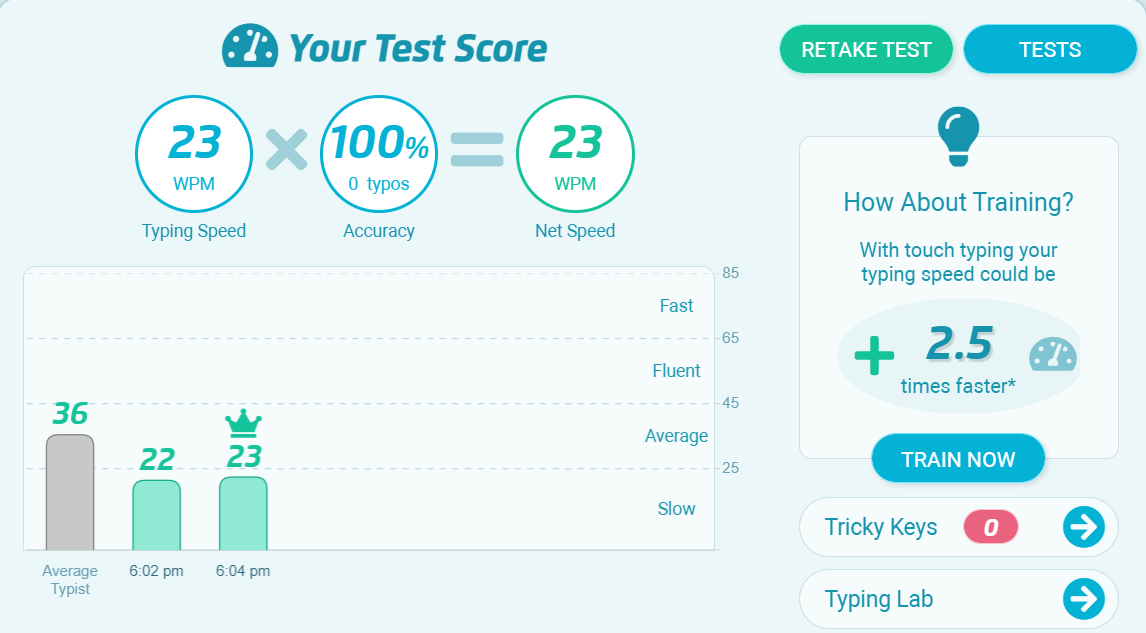 Your Test Score
RETAKE TEST
TESTS
23
WPM
Typing Speed
100%
0 typos
Accuracy
23
WPM
Net Speed
85
Fast
65
Fluent
45
Average
25
Slow
36
22
23
Average
Typist
6:02 pm
6:04 pm
How About Training?
With touch typing your
typing speed could be
+ 2.5
times faster*
TRAIN NOW
Tricky Keys 0
Typing Lab